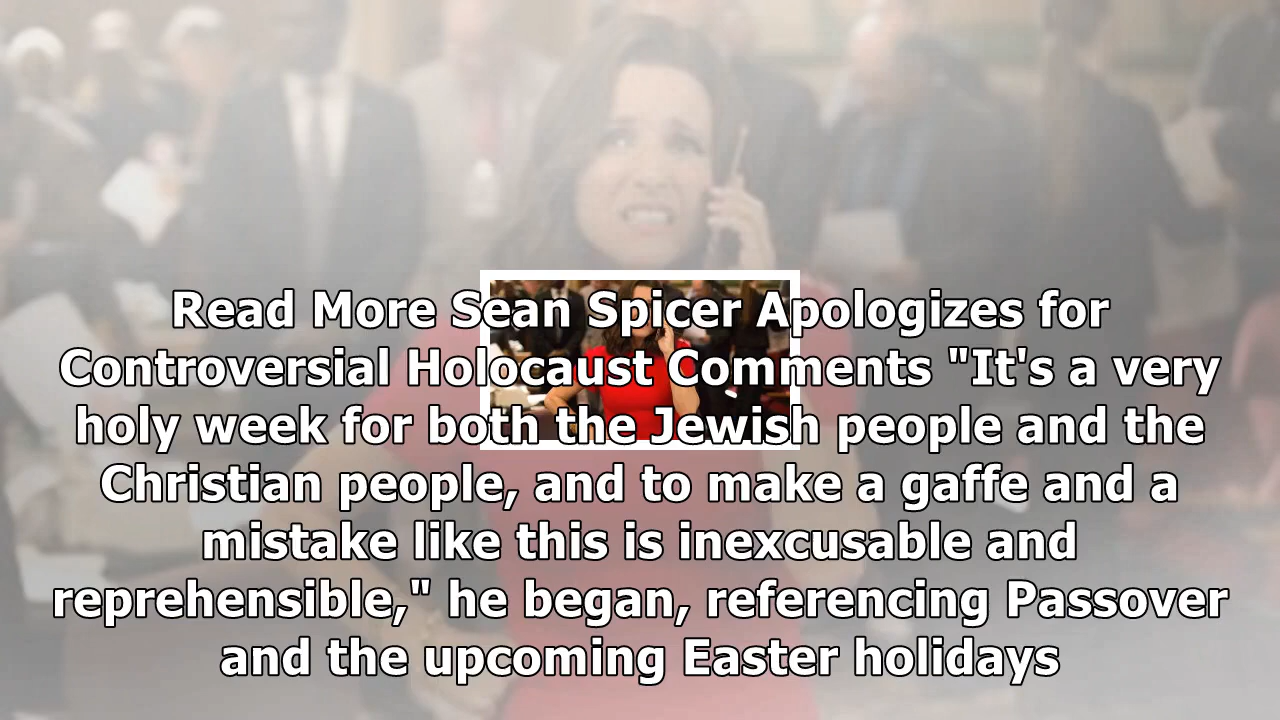 Read More Sean Spicer Apologizes for
Controversial Holocaust Comments "It's a very
holy week for both the Jewish people and the
Christian people, and to make a gaffe and a
mistake like this is inexcusable and
reprehensible," he began, referencing Passover
and the upcoming Easter holidays